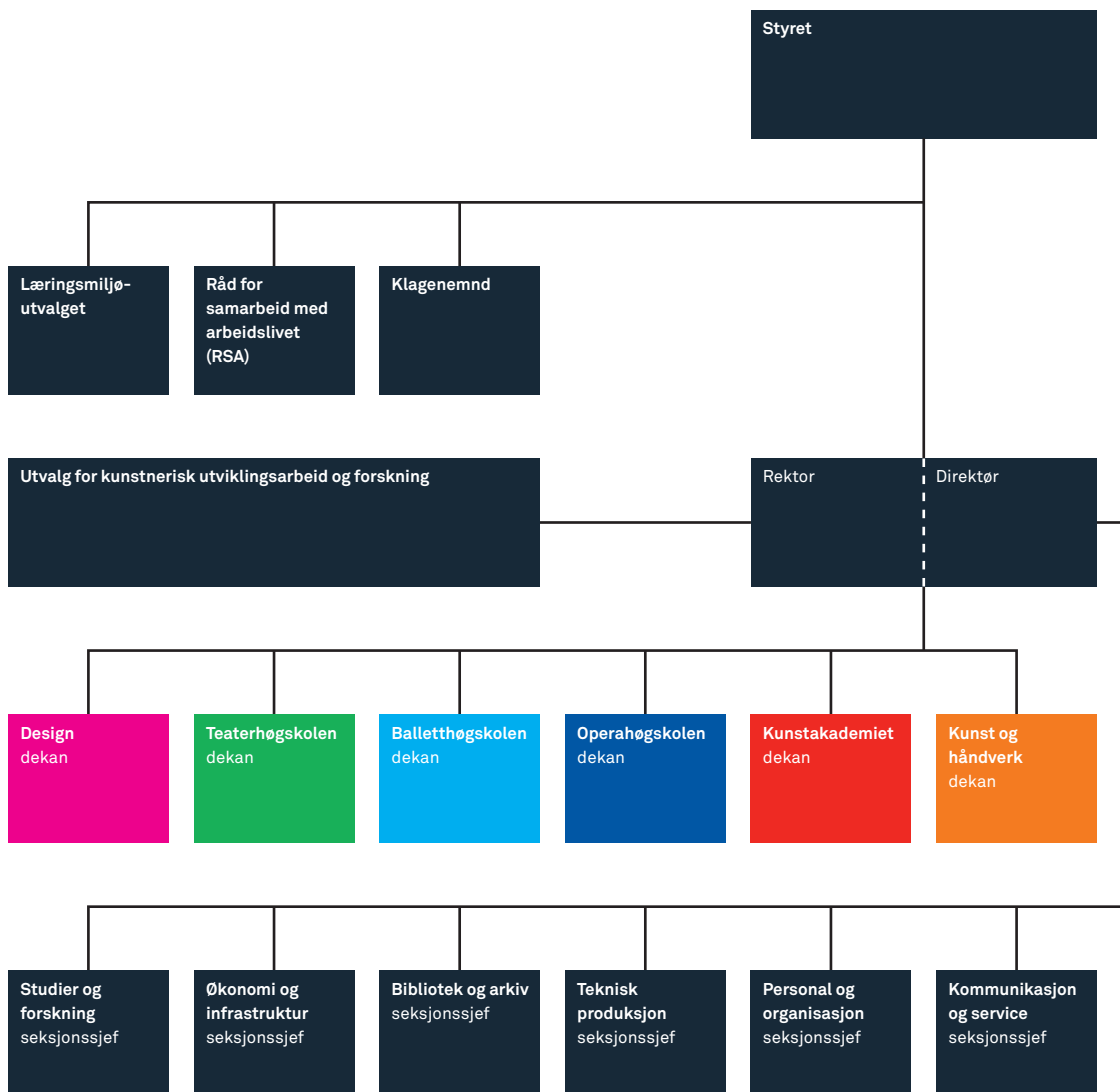 Styret
Læringsmiljø-
utvalget
Råd for
samarbeid med
arbeidslivet
(RSA)
Klagenemnd
Utvalg for kunstnerisk utviklingsarbeid og forskning
Rektor
Direktør
Design
dekan
Teaterhøgskolen
dekan
Balletthøgskolen
dekan
Operahøgskolen
dekan
Kunstakademiet
dekan
Kunst og
håndverk
dekan
Studier og
forskning
seksjonssjef
Økonomi og
infrastruktur
seksjonssjef
Bibliotek og arkiv
seksjonssjef
Teknisk
produksjon
seksjonssjef
Personal og
organisasjon
seksjonssjef
Kommunikasjon
og service
seksjonssjef